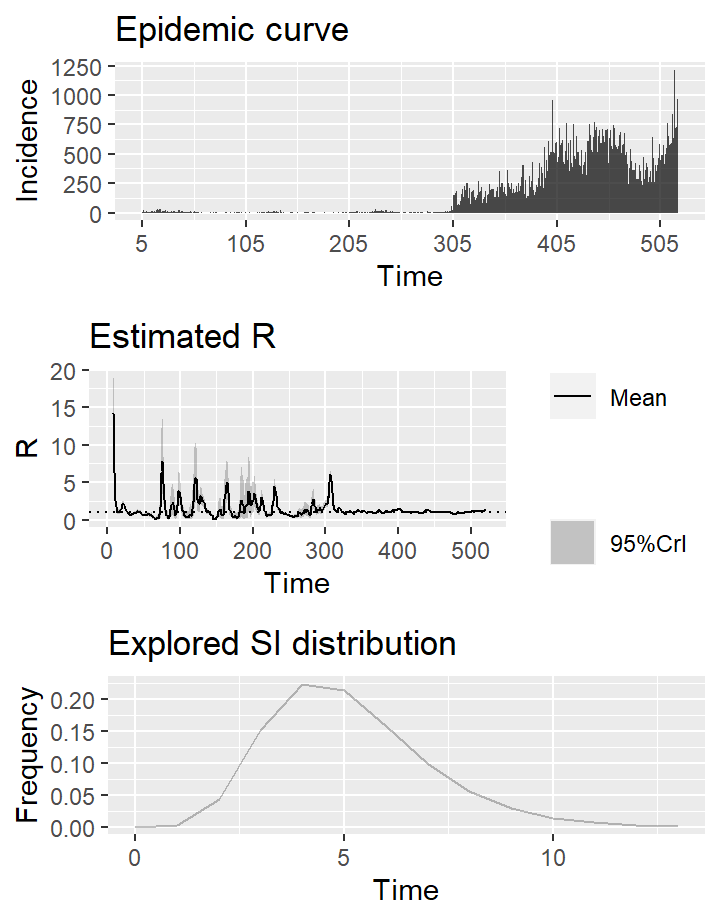 Epidemic curve
1250
1000
750
500
250
0
Incidence
5 105 205 305 405 505
Time
Estimated R
20
15
10
5
0
R
0 100 200 300 400 500
Time
Mean
95%CrI
Explored SI distribution
0.20
0.15
0.10
0.05
0.00
Frequency
0 5 10
Time